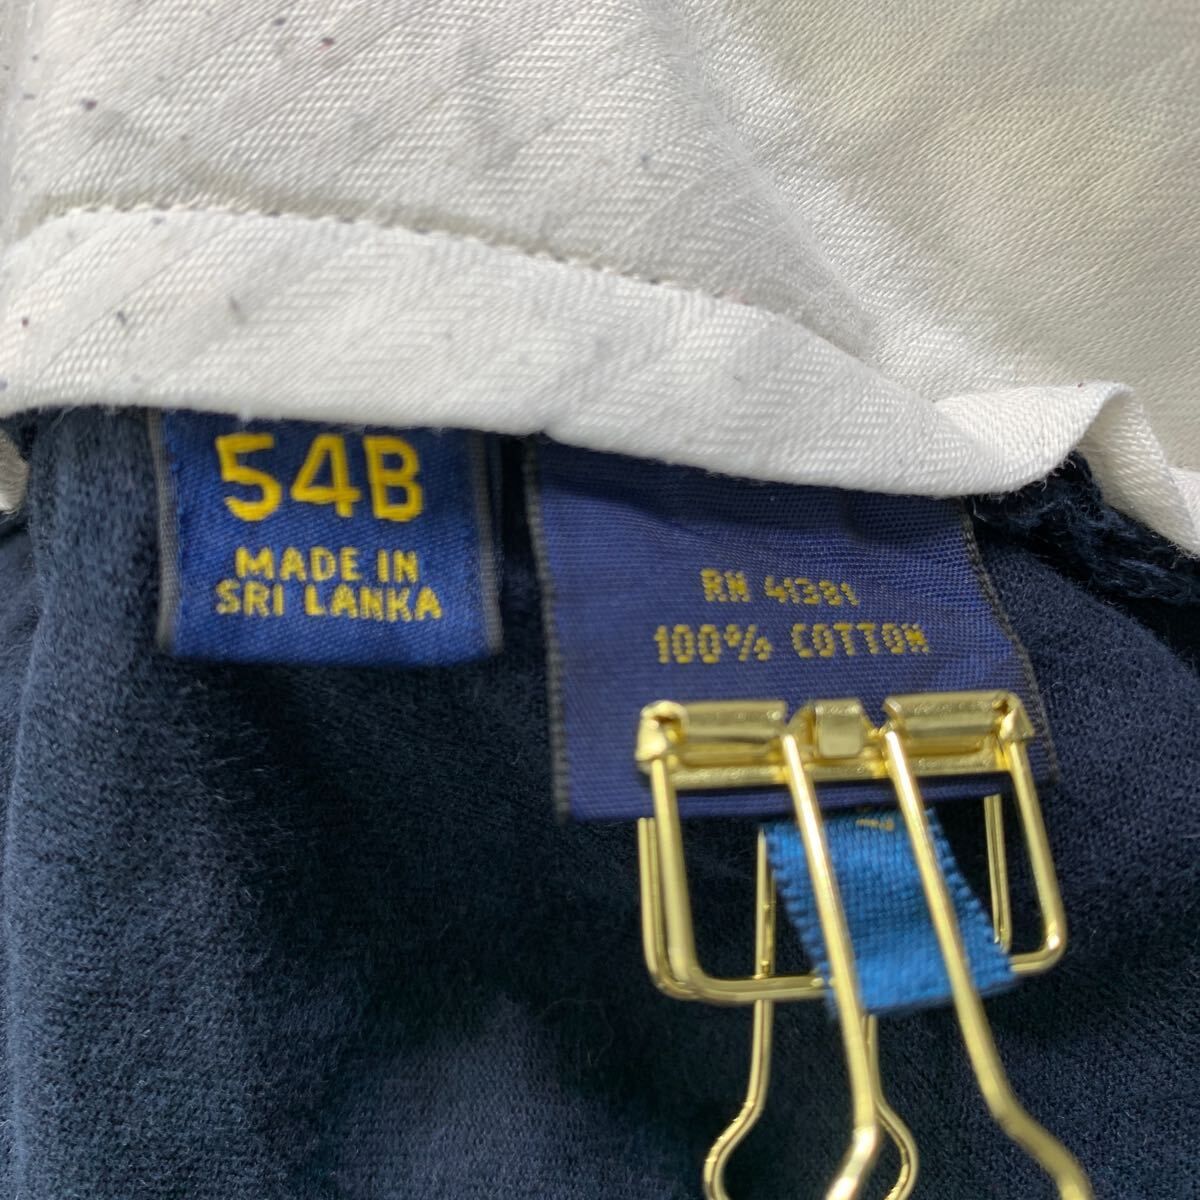 54B
MADE IN
SRI LANKA
RN 41381
100% COTTON